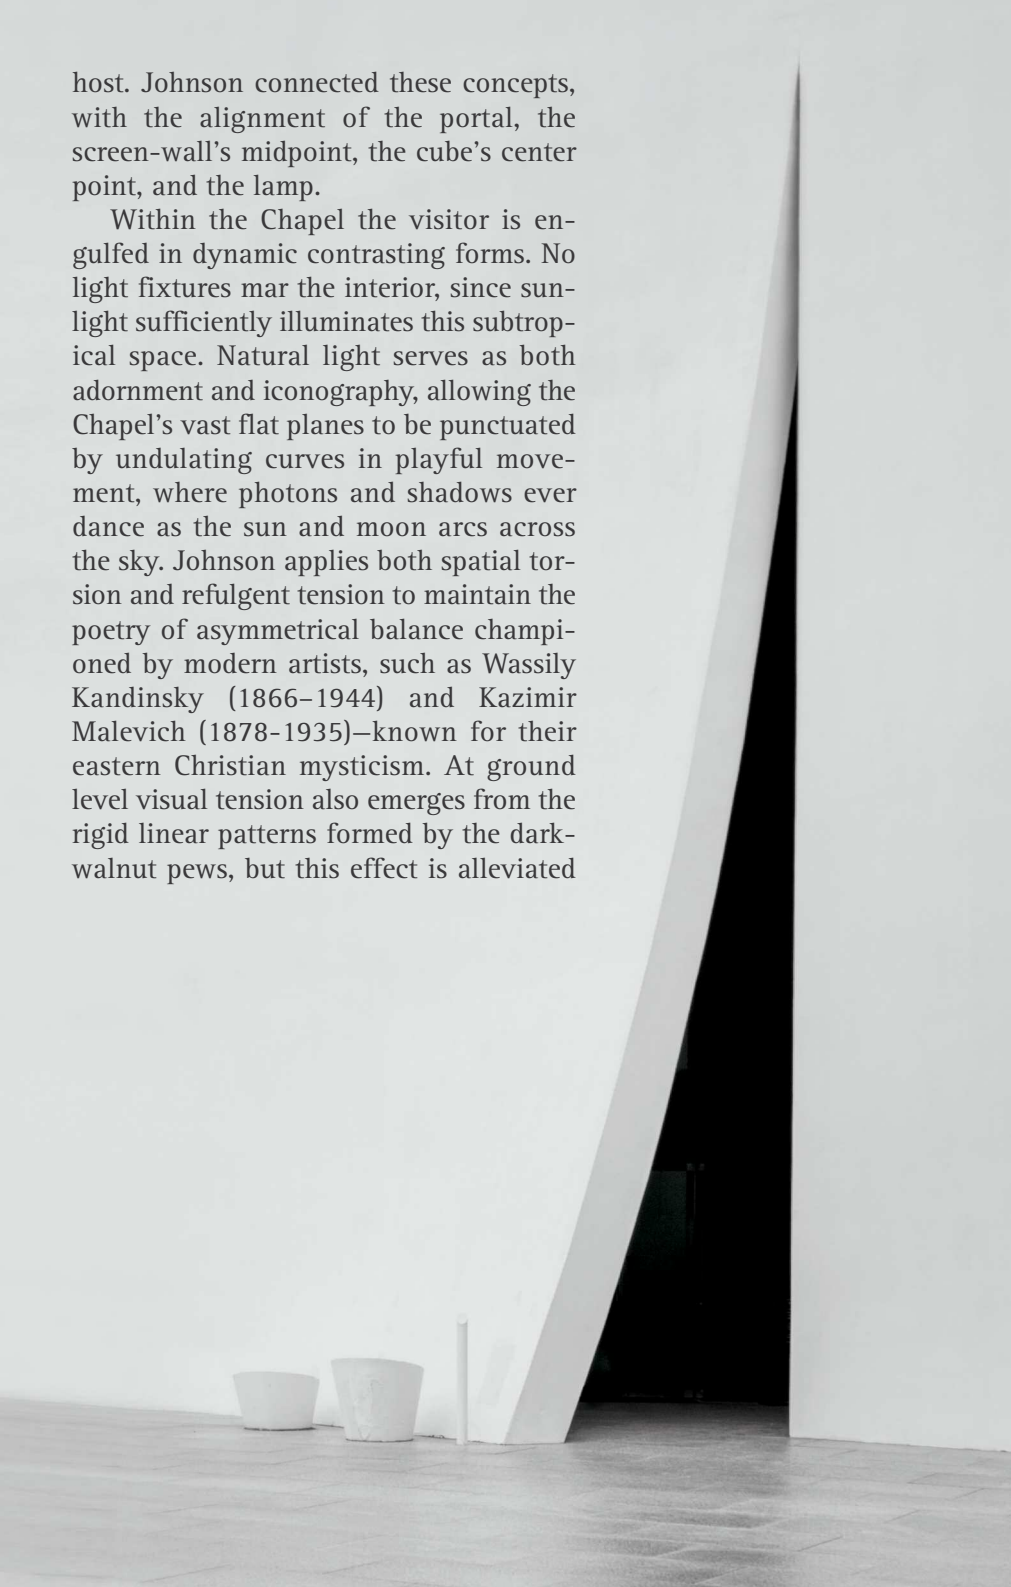 host. Johnson connected these concepts,
with the alignment of the portal, the
screen-wall’s midpoint, the cube’s center
point, and the lamp.
Within the Chapel the visitor is en-
gulfed in dynamic contrasting forms. No
light fixtures mar the interior, since sun-
light sufficiently illuminates this subtrop-
ical space. Natural light serves as both
adornment and iconography, allowing the
Chapel’s vast flat planes to be punctuated
by undulating curves in playful move-
ment, where photons and shadows ever
dance as the sun and moon arcs across
the sky. Johnson applies both spatial tor-
sion and refulgent tension to maintain the
poetry of asymmetrical balance champi-
oned by modern artists, such as Wassily
Kandinsky (1866–1944) and Kazimir
Malevich (1878-1935)—known for their
eastern Christian mysticism. At ground
level visual tension also emerges from the
rigid linear patterns formed by the dark-
walnut pews, but this effect is alleviated